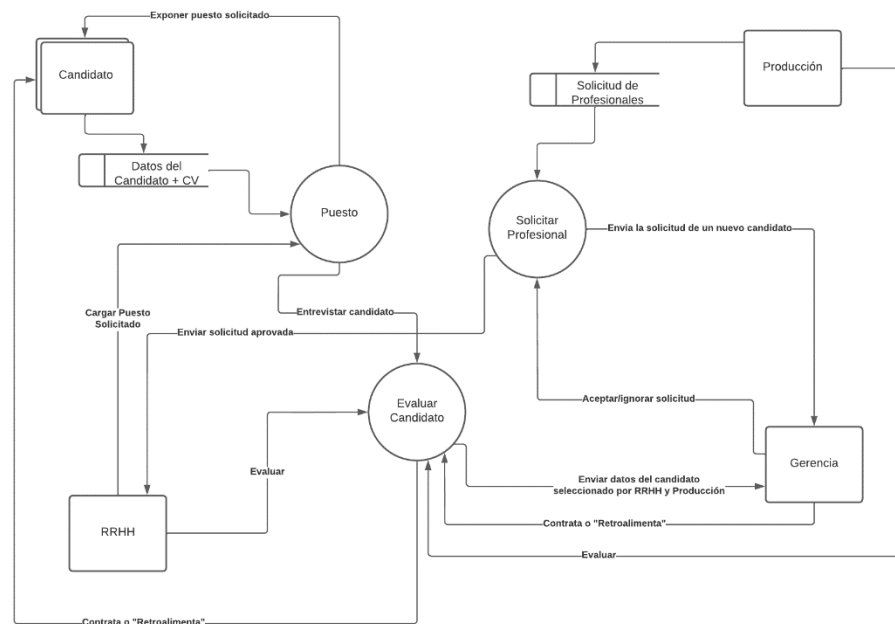 Exponer puesto solicitado
Candidato
Producción
Solicitud de
Profesionales
Datos del
Candidato + CV
Puesto
Solicitar
Profesional
Envia la solicitud de un nuevo candidato
Cargar Puesto
Solicitado
Entrevistar candidato
Enviar solicitud aprovada
Evaluar
Candidato
Aceptar/ignorar solicitud
Gerencia
Evaluar
Enviar datos del candidato
seleccionado por RRHH y Producción
RRHH
Contrata o "Retroalimenta"
Evaluar
Contrata o "Retroalimenta"